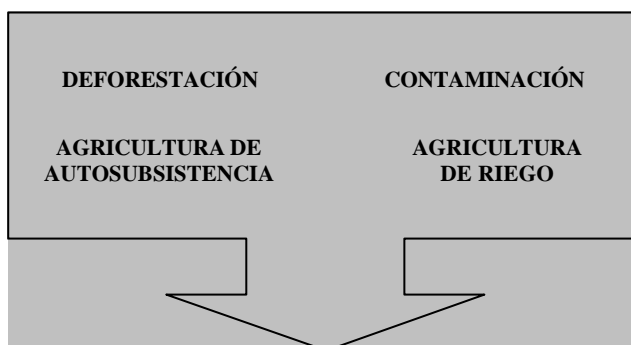 DEFORESTACIÓN
CONTAMINACIÓN
AGRICULTURA DE
AUTOSUBSISTENCIA
AGRICULTURA
DE RIEGO